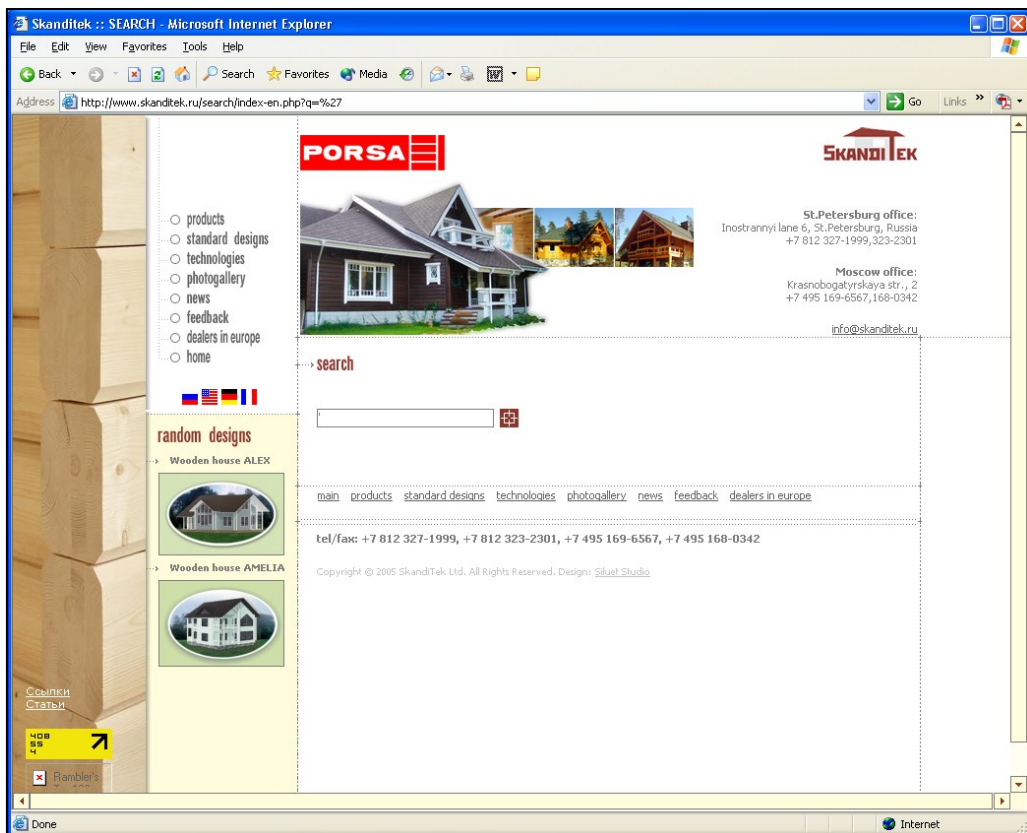 Skanditek :: SEARCH - Microsoft Internet Explorer
File Edit View Favorites Tools Help
Back Search Favorites Media
Address http://www.skanditek.ru/search/index-en.php?q=%27 Go Links »
PORSA
SKANDITEK
products
standard designs
technologies
photogallery
news
feedback
dealers in europe
home
St.Petersburg office:
Inostrannyi lane 6, St.Petersburg, Russia
+7 812 327-1999,323-2301
Moscow office:
Krasnobogatyrskaya str., 2
+7 495 169-6567,168-0342
info@skanditek.ru
search
'
random designs
Wooden house ALEX
Wooden house AMELIA
main products standard designs technologies photogallery news feedback dealers in europe
tel/fax: +7 812 327-1999, +7 812 323-2301, +7 495 169-6567, +7 495 168-0342
Copyright © 2005 SkandiTek Ltd. All Rights Reserved. Design: Siluet Studio
Ссылки
Статьи
408
55
4
Rambler's
Done Internet